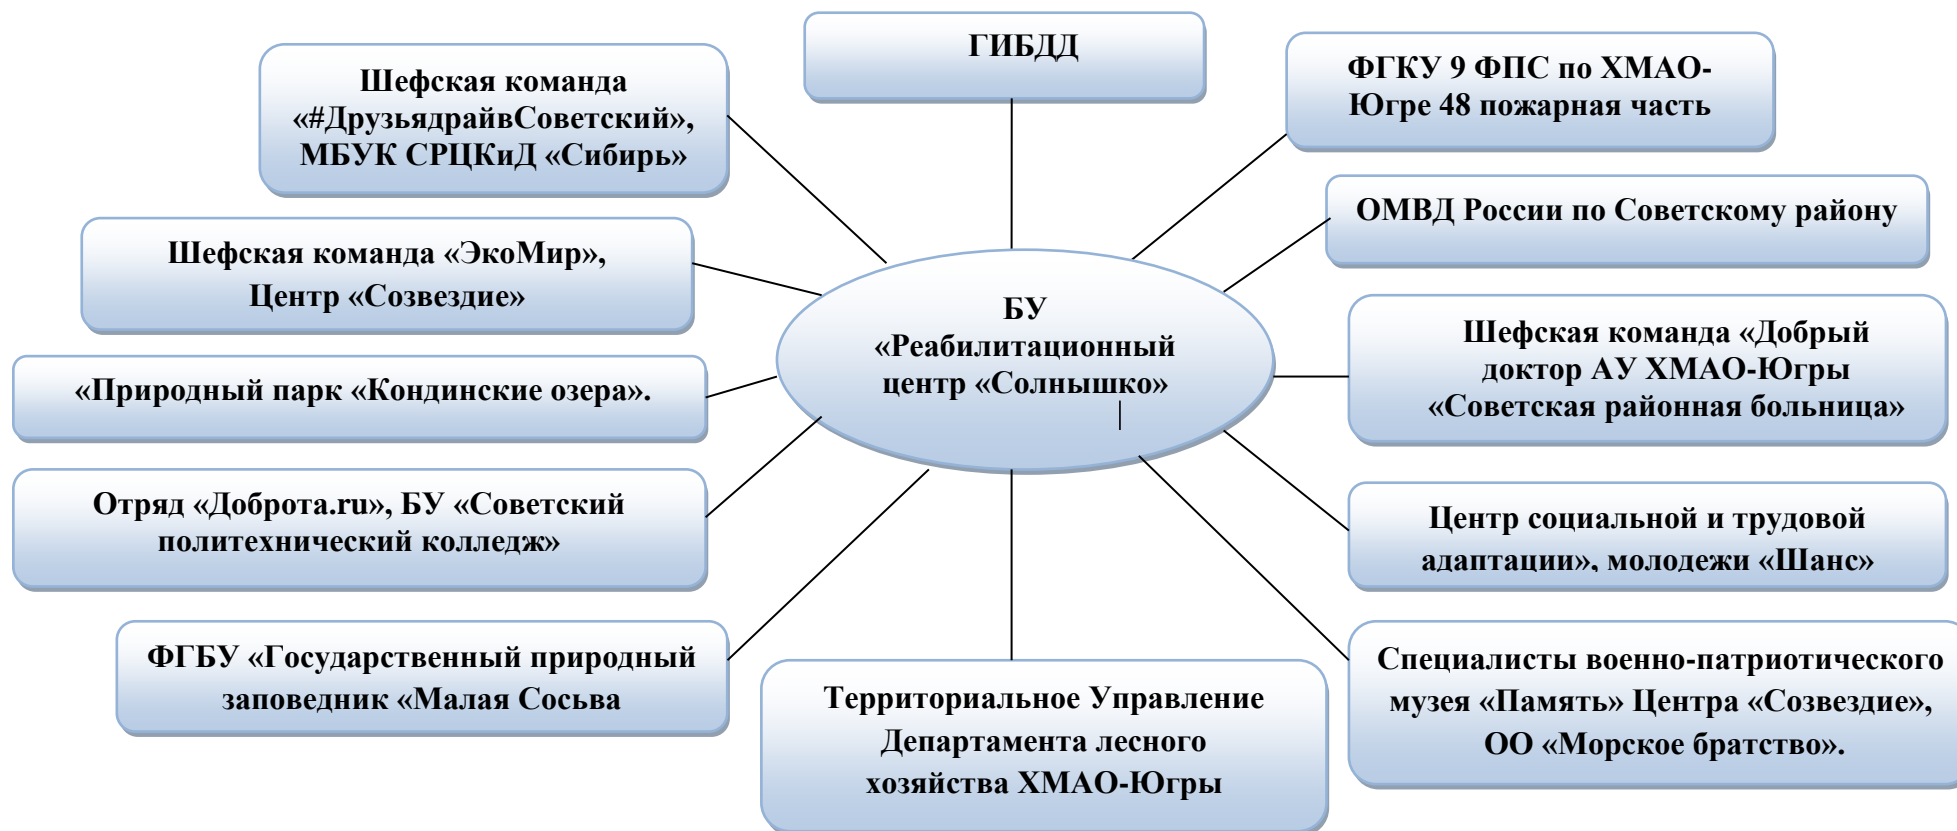 ГИБДД
Шефская команда
«#ДрузьядрайвСоветский»,
МБУК СРЦКиД «Сибирь»
ФГКУ 9 ФПС по ХМАО-
Югре 48 пожарная часть
ОМВД России по Советскому району
Шефская команда «ЭкоМир»,
Центр «Созвездие»
БУ
«Реабилитационный
центр «Солнышко»
Шефская команда «Добрый
доктор АУ ХМАО-Югры
«Советская районная больница»
«Природный парк «Кондинские озера».
Отряд «Доброта.ru», БУ «Советский
политехнический колледж»
Центр социальной и трудовой
адаптации», молодежи «Шанс»
ФГБУ «Государственный природный
заповедник «Малая Сосьва
Территориальное Управление
Департамента лесного
хозяйства ХМАО-Югры
Специалисты военно-патриотического
музея «Память» Центра «Созвездие»,
ОО «Морское братство».